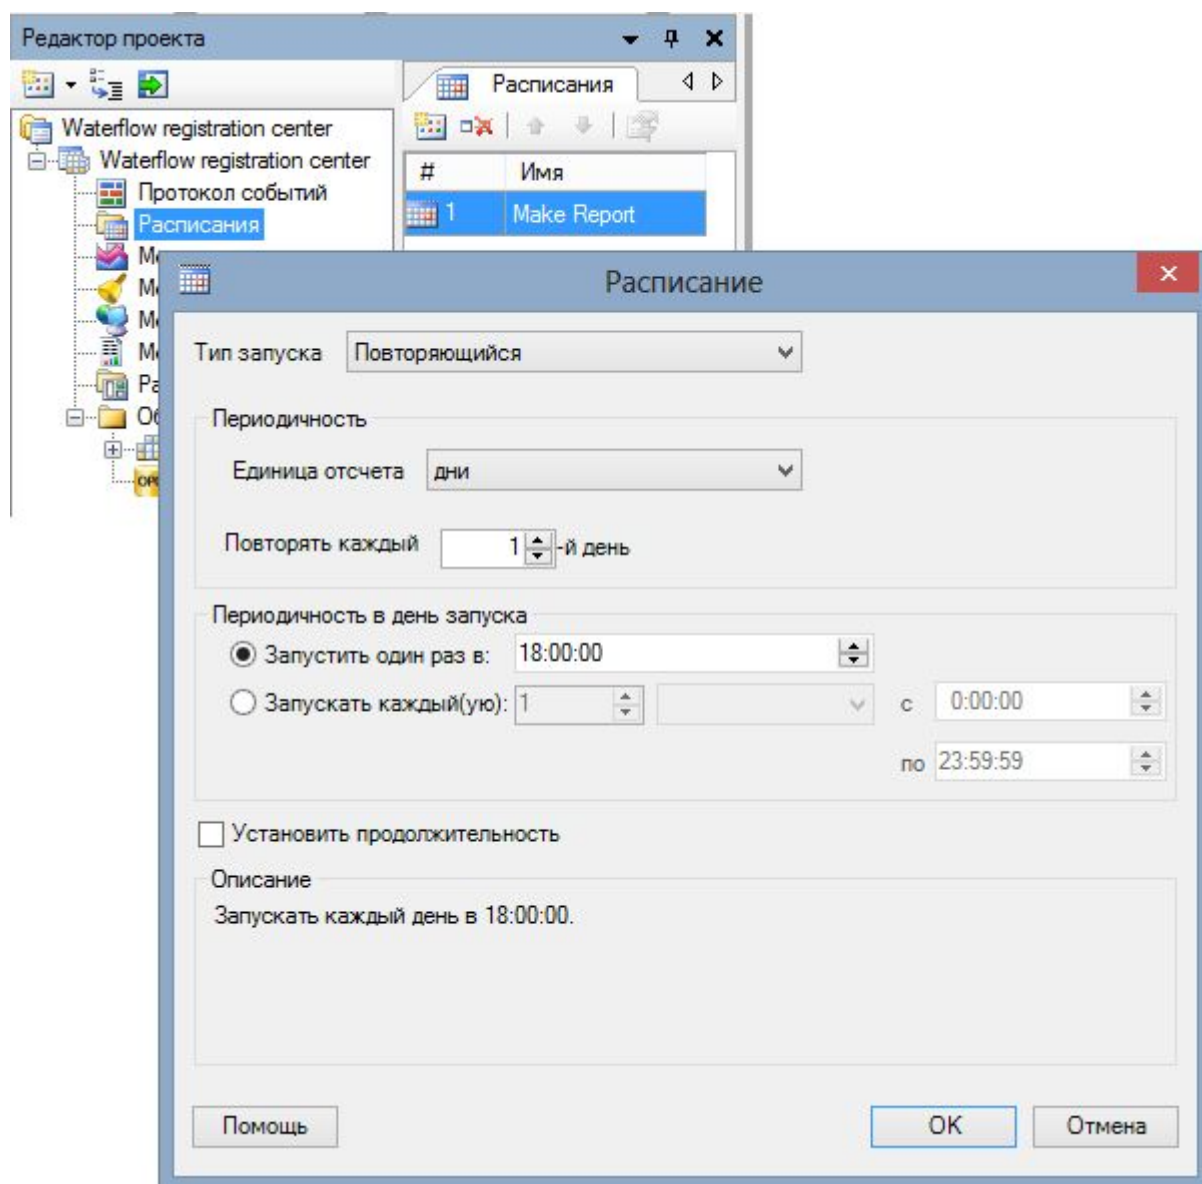 Редактор проекта
Расписания
Waterflow registration center
Waterflow registration center
# Имя
Протокол событий
1 Make Report
Расписания
Расписание
Тип запуска Повторяющийся
Периодичность
Единица отсчета дни
Повторять каждый 1 -й день
Периодичность в день запуска
Запустить один раз в: 18:00:00
Запускать каждый(ую): 1 с 0:00:00
по 23:59:59
Установить продолжительность
Описание
Запускать каждый день в 18:00:00.
Помощь OK Отмена